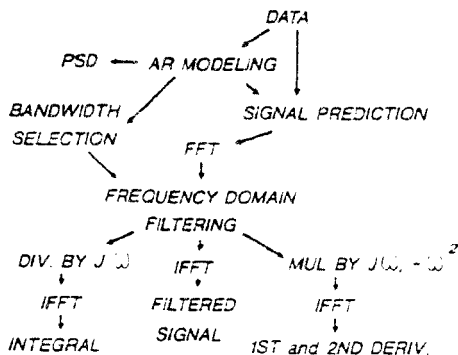 DATA
PSD
AR MODELING
BANDWIDTH
SELECTION
SIGNAL PREDICTION
FFT
FREQUENCY DOMAIN
FILTERING
DIV. BY J ω
IFFT
MUL BY Jω, - ω²
IFFT
FILTERED
IFFT
INTEGRAL
SIGNAL
1ST and 2ND DERIV.